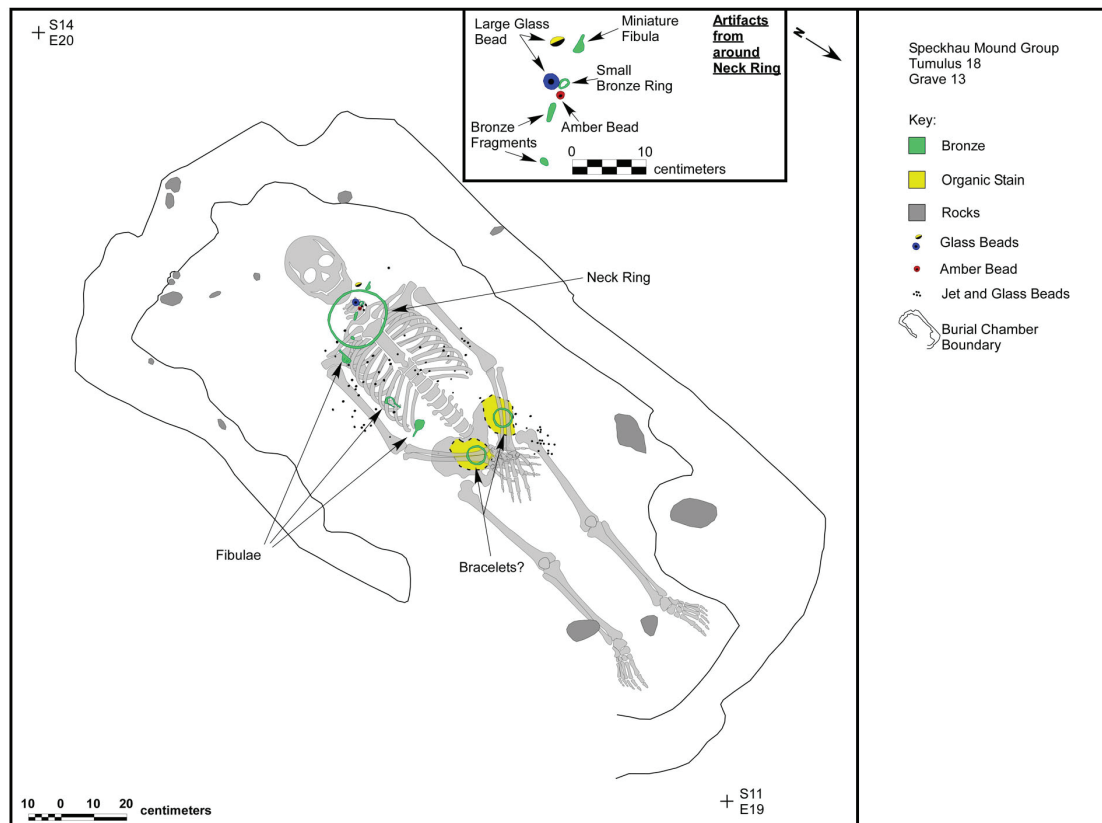 S14
E20
Large Glass
Bead
Miniature
Fibula
Artifacts
from
around
Neck Ring
Small
Bronze Ring
Bronze
Fragments
Amber Bead
0 10
centimeters
N
Speckhau Mound Group
Tumulus 18
Grave 13
Key:
Bronze
Organic Stain
Rocks
Glass Beads
Amber Bead
Jet and Glass Beads
Burial Chamber
Boundary
Neck Ring
Fibulae
Bracelets?
10 0 10 20
centimeters
S11
E19